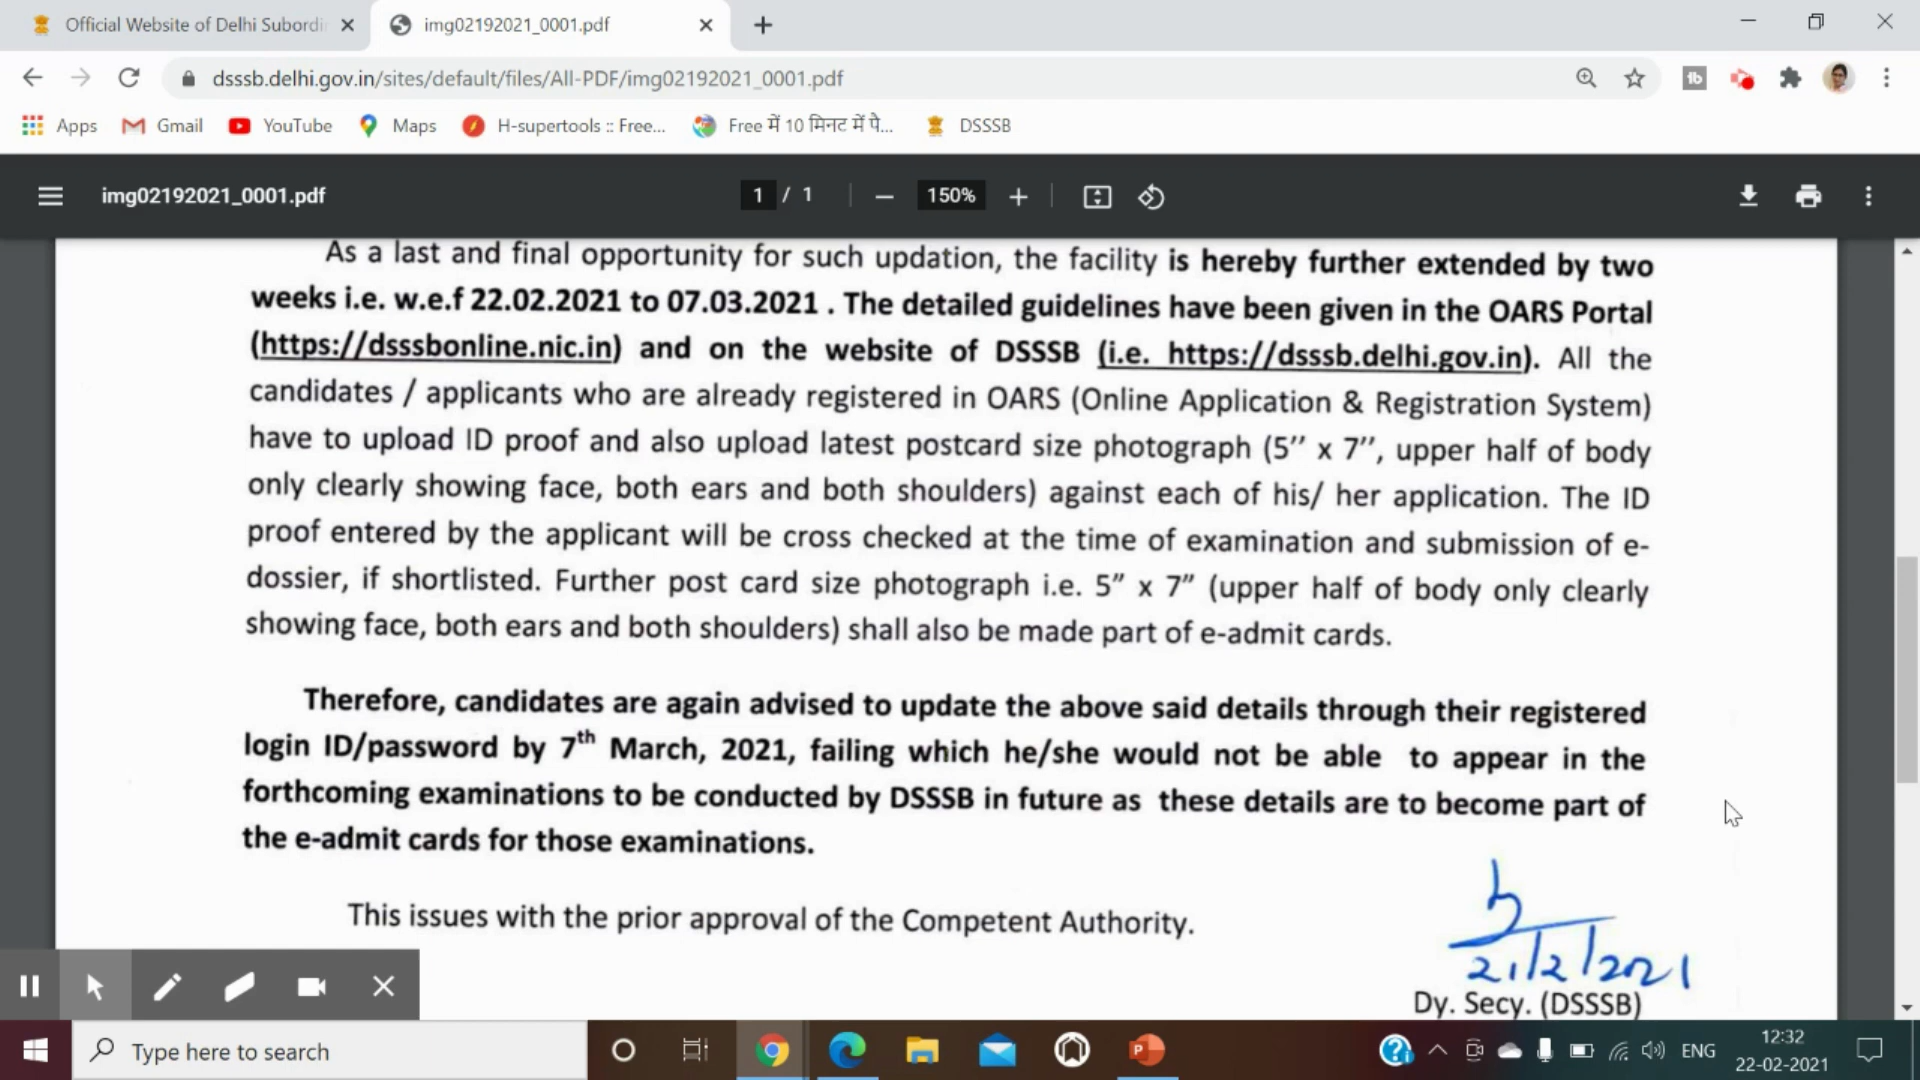 Official Website of Delhi Subordi
img02192021_0001.pdf
dsssb.delhi.gov.in/sites/default/files/All-PDF/img02192021_0001.pdf
Apps Gmail YouTube Maps H-supertools :: Free... Free में 10 मिनट में पै... DSSSB
img02192021_0001.pdf 1 / 1 150%
As a last and final opportunity for such updation, the facility is hereby further extended by two
weeks i.e. w.e.f 22.02.2021 to 07.03.2021 . The detailed guidelines have been given in the OARS Portal
(https://dsssbonline.nic.in) and on the website of DSSSB (i.e. https://dsssb.delhi.gov.in). All the
candidates / applicants who are already registered in OARS (Online Application & Registration System)
have to upload ID proof and also upload latest postcard size photograph (5’’ x 7’’, upper half of body
only clearly showing face, both ears and both shoulders) against each of his/ her application. The ID
proof entered by the applicant will be cross checked at the time of examination and submission of e-
dossier, if shortlisted. Further post card size photograph i.e. 5” x 7” (upper half of body only clearly
showing face, both ears and both shoulders) shall also be made part of e-admit cards.
Therefore, candidates are again advised to update the above said details through their registered
login ID/password by 7th March, 2021, failing which he/she would not be able to appear in the
forthcoming examinations to be conducted by DSSSB in future as these details are to become part of
the e-admit cards for those examinations.
This issues with the prior approval of the Competent Authority.
21/2/2021
Dy. Secy. (DSSSB)
Type here to search
ENG
12:32
22-02-2021